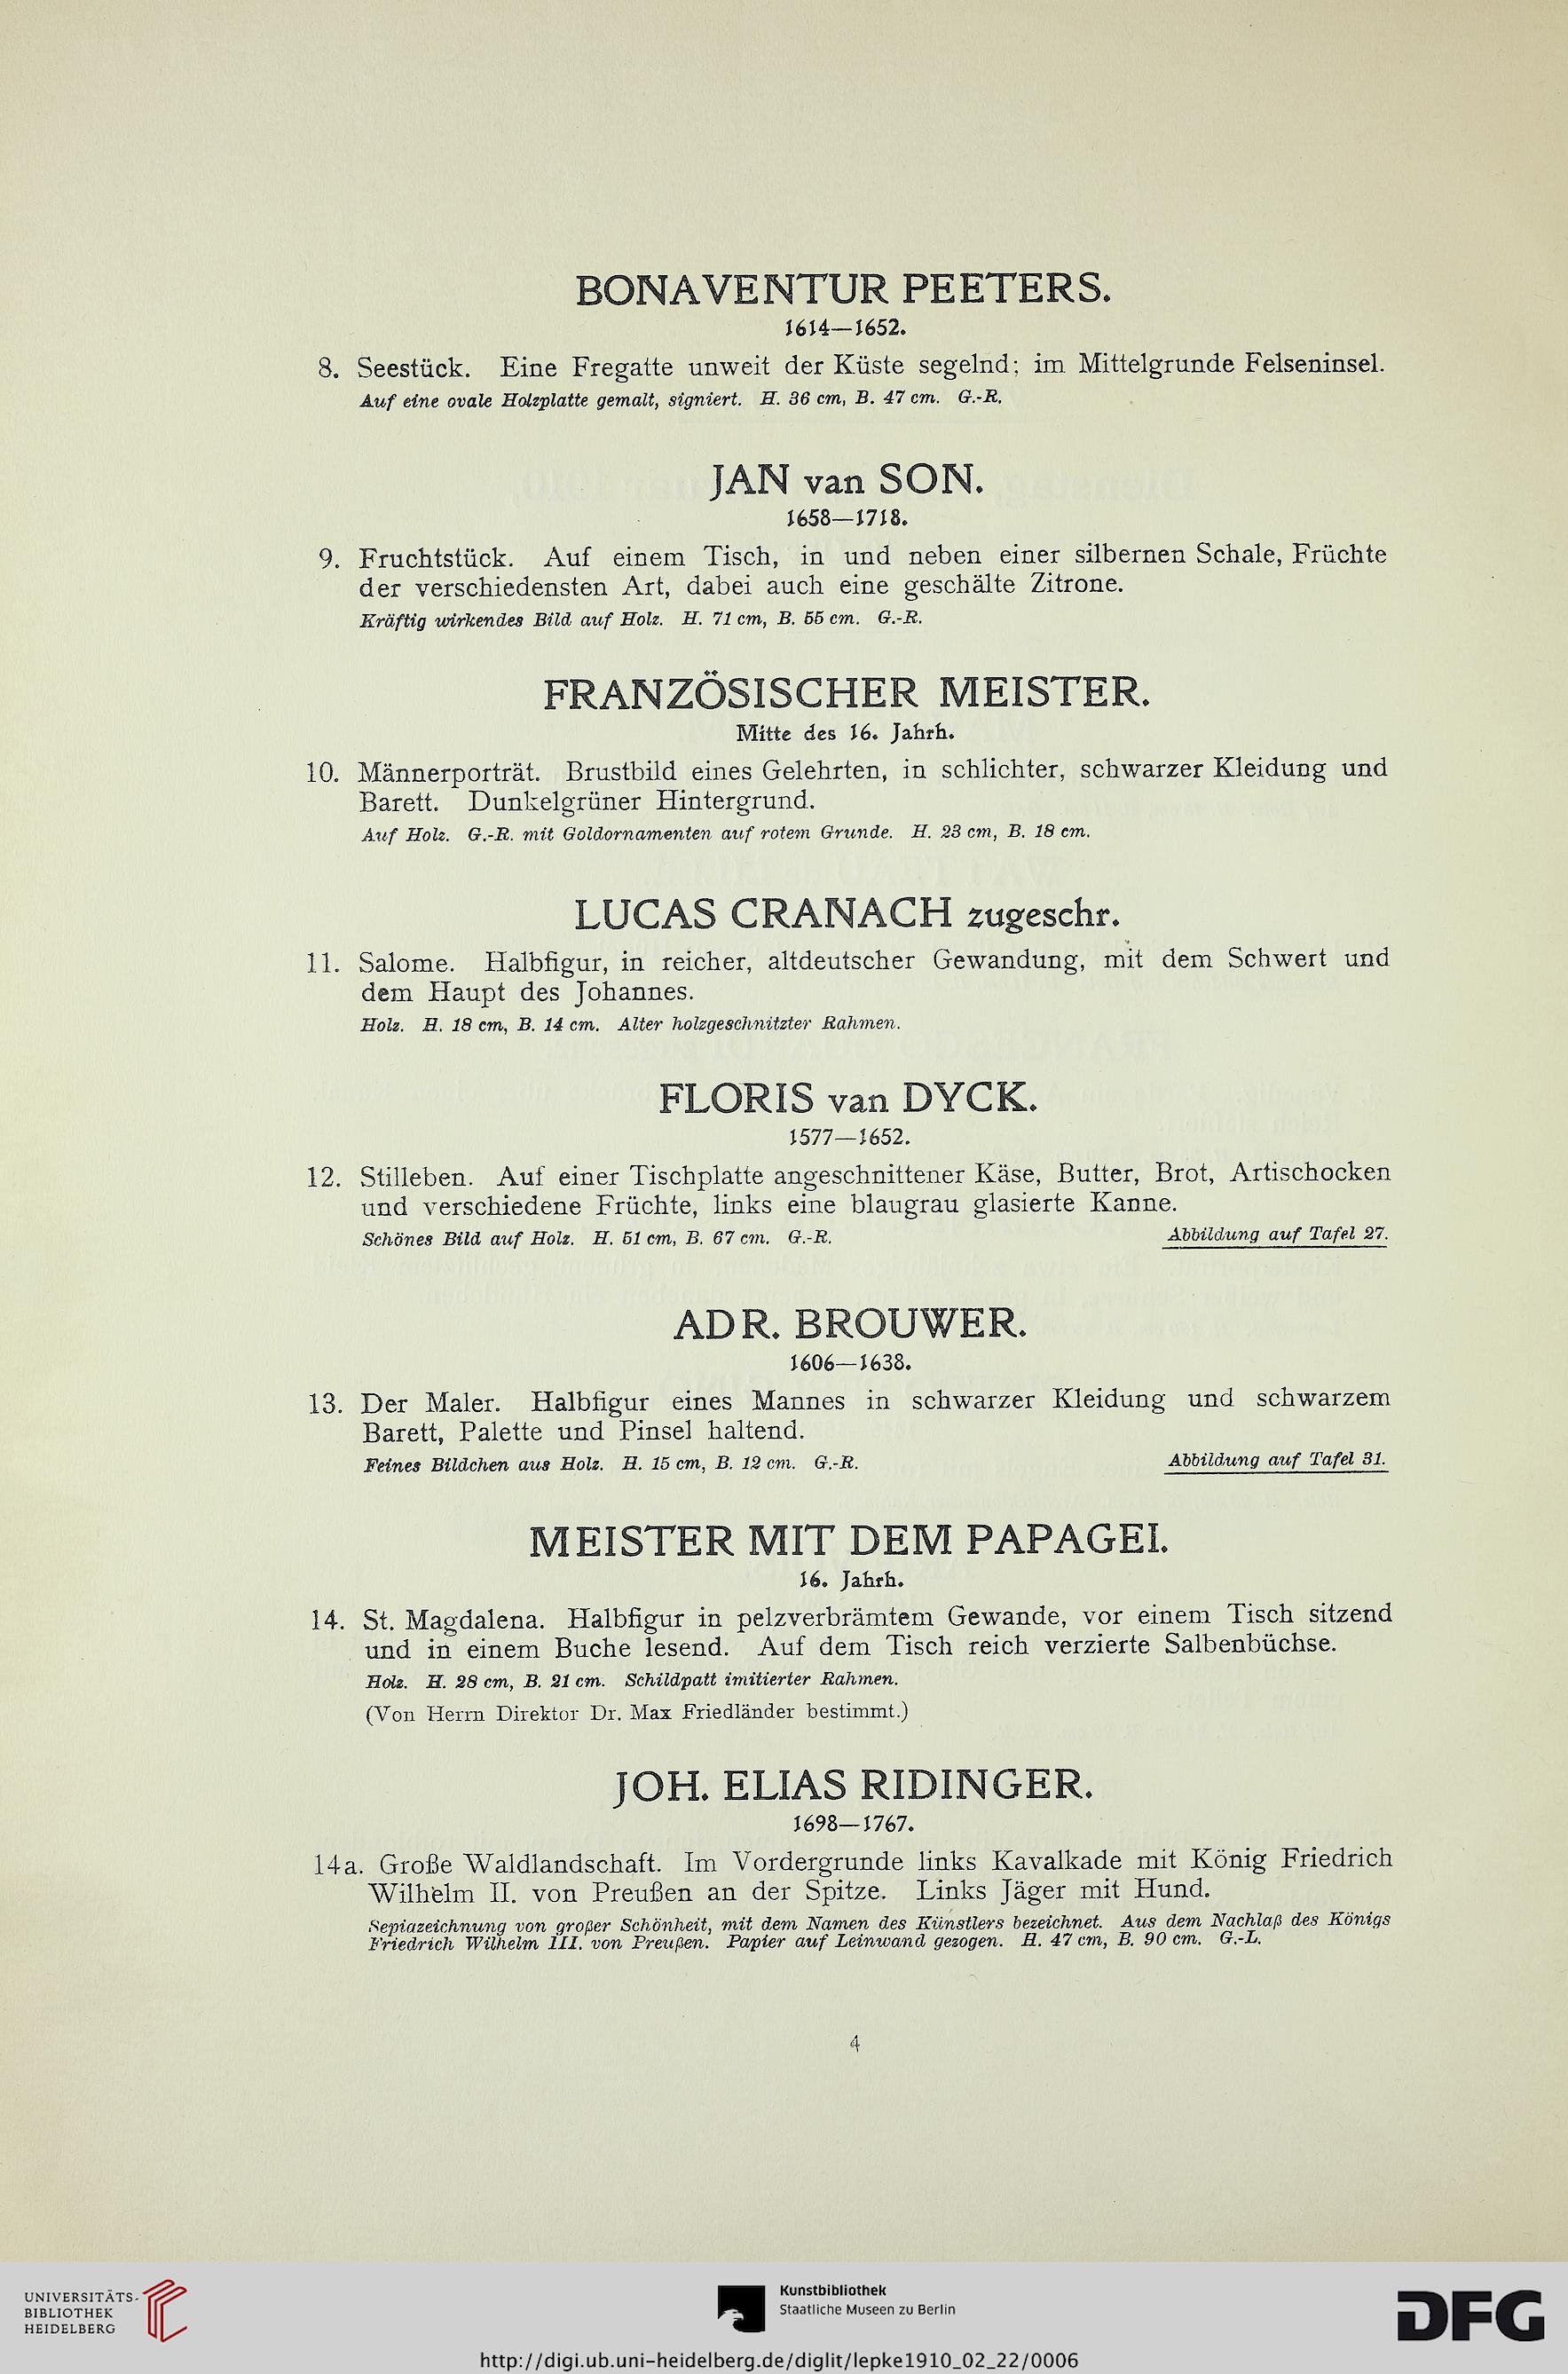 BONAVENTUR PEETERS.
1614—1652.
8. Seestück. Eine Fregatte unweit der Küste segelnd; im Mittelgrunde Felseninsel.
Auf eine ovale Holzplatte gemalt, signiert. H. 36 cm, B. 47 cm. G.-R.
JAN van SON.
1658—1718.
9. Fruchtstück. Auf einem Tisch, in und neben einer silbernen Schale, Früchte
der verschiedensten Art, dabei auch eine geschälte Zitrone.
Kräftig wirkendes Bild auf Holz. H. 71 cm, B. 55 cm. G.-R.
FRANZÖSISCHER MEISTER.
Mitte des 16. Jahrh.
10. Männerporträt. Brustbild eines Gelehrten, in schlichter, schwarzer Kleidung und
Barett. Dunkelgrüner Hintergrund.
Auf Holz. G.-R. mit Goldornamenten auf rotem Grunde. H. 23 cm, B. 18 cm.
LUCAS CRANACH zugeschr.
11. Salome. Halbfigur, in reicher, altdeutscher Gewandung, mit dem Schwert und
dem Haupt des Johannes.
Holz. H. 18 cm, B. 14 cm. Alter holzgeschnitzter Rahmen.
FLORIS van DYCK.
1577—1652.
12. Stilleben. Auf einer Tischplatte angeschnittener Käse, Butter, Brot, Artischocken
und verschiedene Früchte, links eine blaugrau glasierte Kanne.
Schönes Bild auf Holz. H. 51 cm, B. 67 cm. G.-R. Abbildung auf Tafel 27.
ADR. BROUWER.
1606—1638.
13. Der Maler. Halbfigur eines Mannes in schwarzer Kleidung und schwarzem
Barett, Palette und Pinsel haltend.
Feines Bildchen aus Holz. H. 15 cm, B. 12 cm. G.-R. Abbildung auf Tafel 31.
MEISTER MIT DEM PAPAGEI.
16. Jahrh.
14. St. Magdalena. Halbfigur in pelzverbrämtem Gewande, vor einem Tisch sitzend
und in einem Buche lesend. Auf dem Tisch reich verzierte Salbenbüchse.
Holz. H. 28 cm, B. 21 cm. Schildpatt imitierter Rahmen.
(Von Herrn Direktor Dr. Max Friedländer bestimmt.)
JOH. ELIAS RIDINGER.
1698—1767.
14a. Große Waldlandschaft. Im Vordergrunde links Kavalkade mit König Friedrich
Wilhelm II. von Preußen an der Spitze. Links Jäger mit Hund.
Sepiazeichnung von großer Schönheit, mit dem Namen des Künstlers bezeichnet. Aus dem Nachlaß des Königs
Friedrich Wilhelm III. von Preußen. Papier auf Leinwand gezogen. H. 47 cm, B. 90 cm. G.-L.
4
UNIVERSITÄTS-
BIBLIOTHEK
HEIDELBERG
Kunstbibliothek
Staatliche Museen zu Berlin
DFG
http://digi.ub.uni-heidelberg.de/diglit/lepke1910_02_22/0006